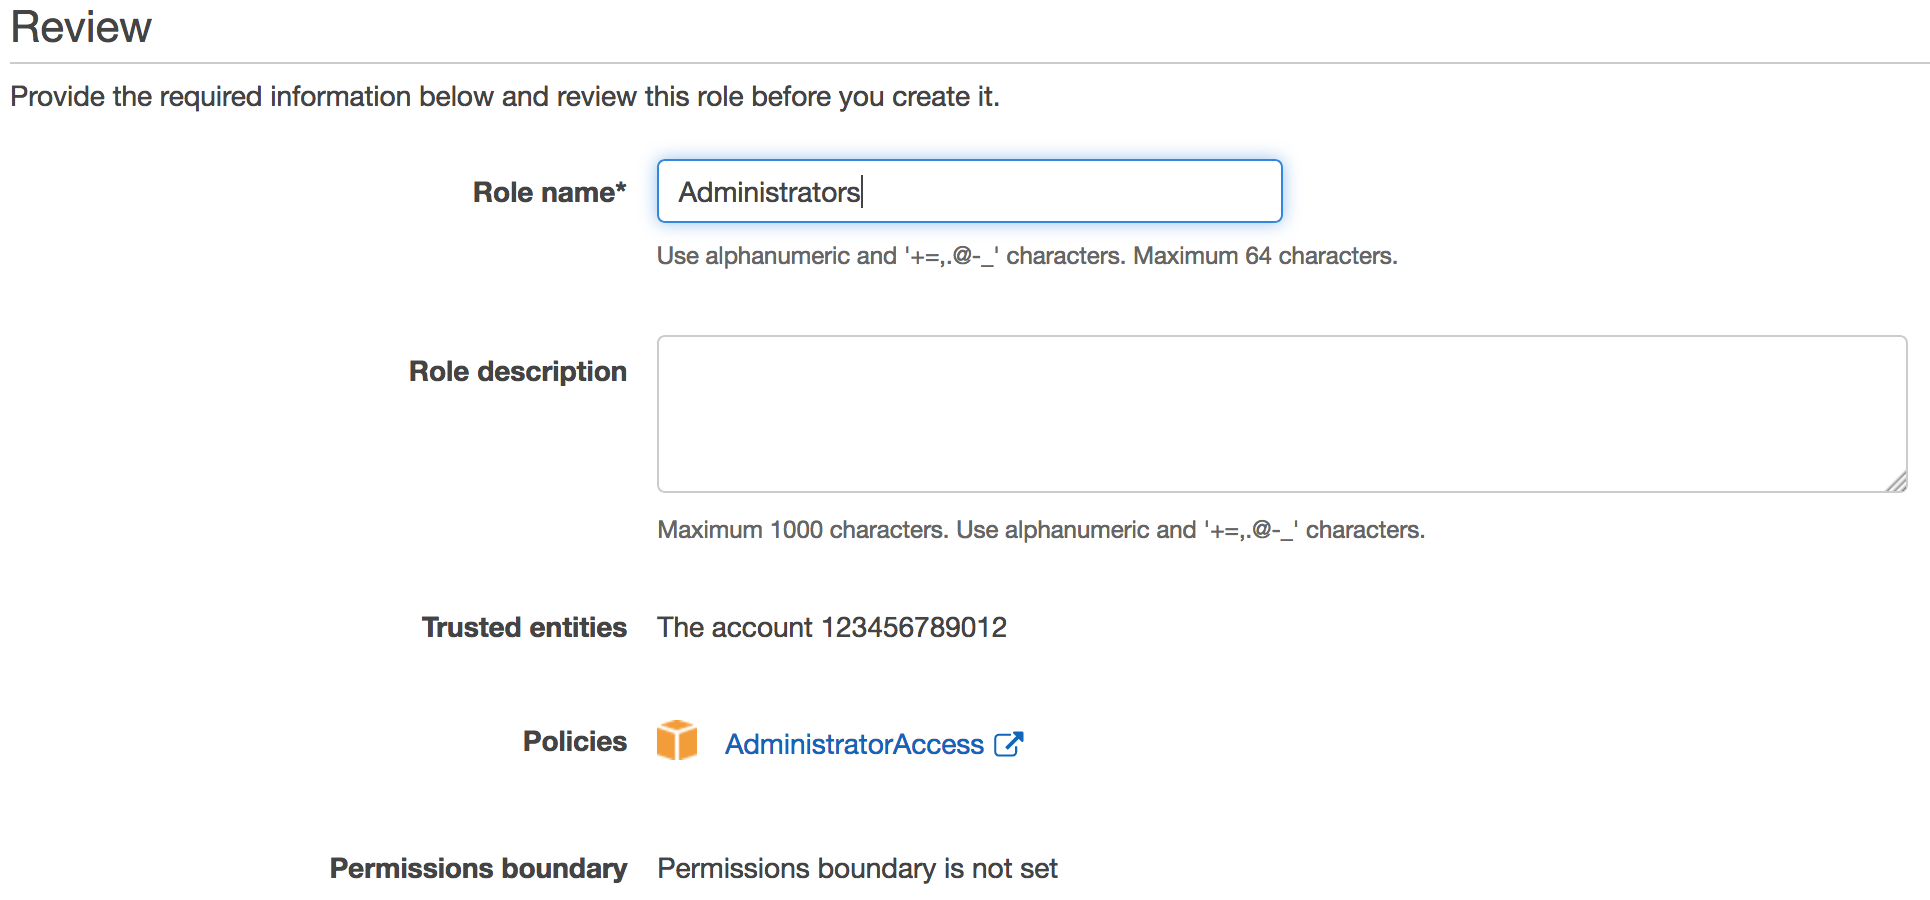 Review
Provide the required information below and review this role before you create it.
Role name* Administrators
Use alphanumeric and '+=,.@-_' characters. Maximum 64 characters.
Role description
Maximum 1000 characters. Use alphanumeric and '+=,.@-_' characters.
Trusted entities The account 123456789012
Policies AdministratorAccess
Permissions boundary Permissions boundary is not set